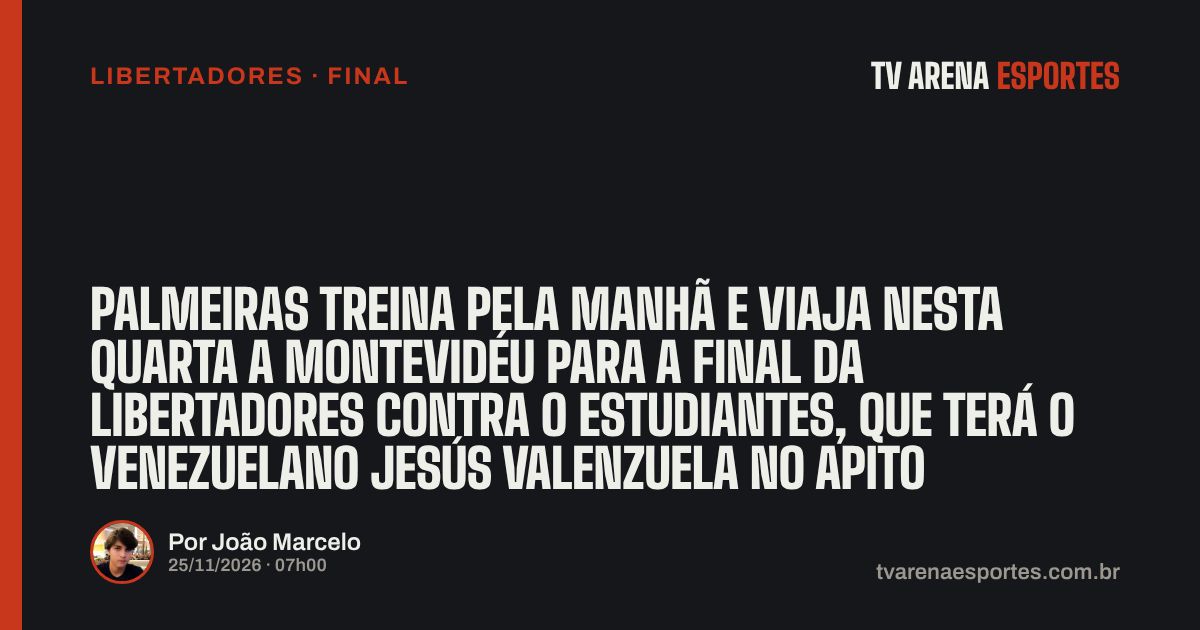 LIBERTADORES · FINAL
TV ARENA ESPORTES
PALMEIRAS TREINA PELA MANHÃ E VIAJA NESTA
QUARTA A MONTEVIDÉU PARA A FINAL DA
LIBERTADORES CONTRA O ESTUDIANTES, QUE TERÁ O
VENEZUELANO JESÚS VALENZUELA NO APITO
Por João Marcelo
25/11/2026 · 07h00
tvarenaesportes.com.br